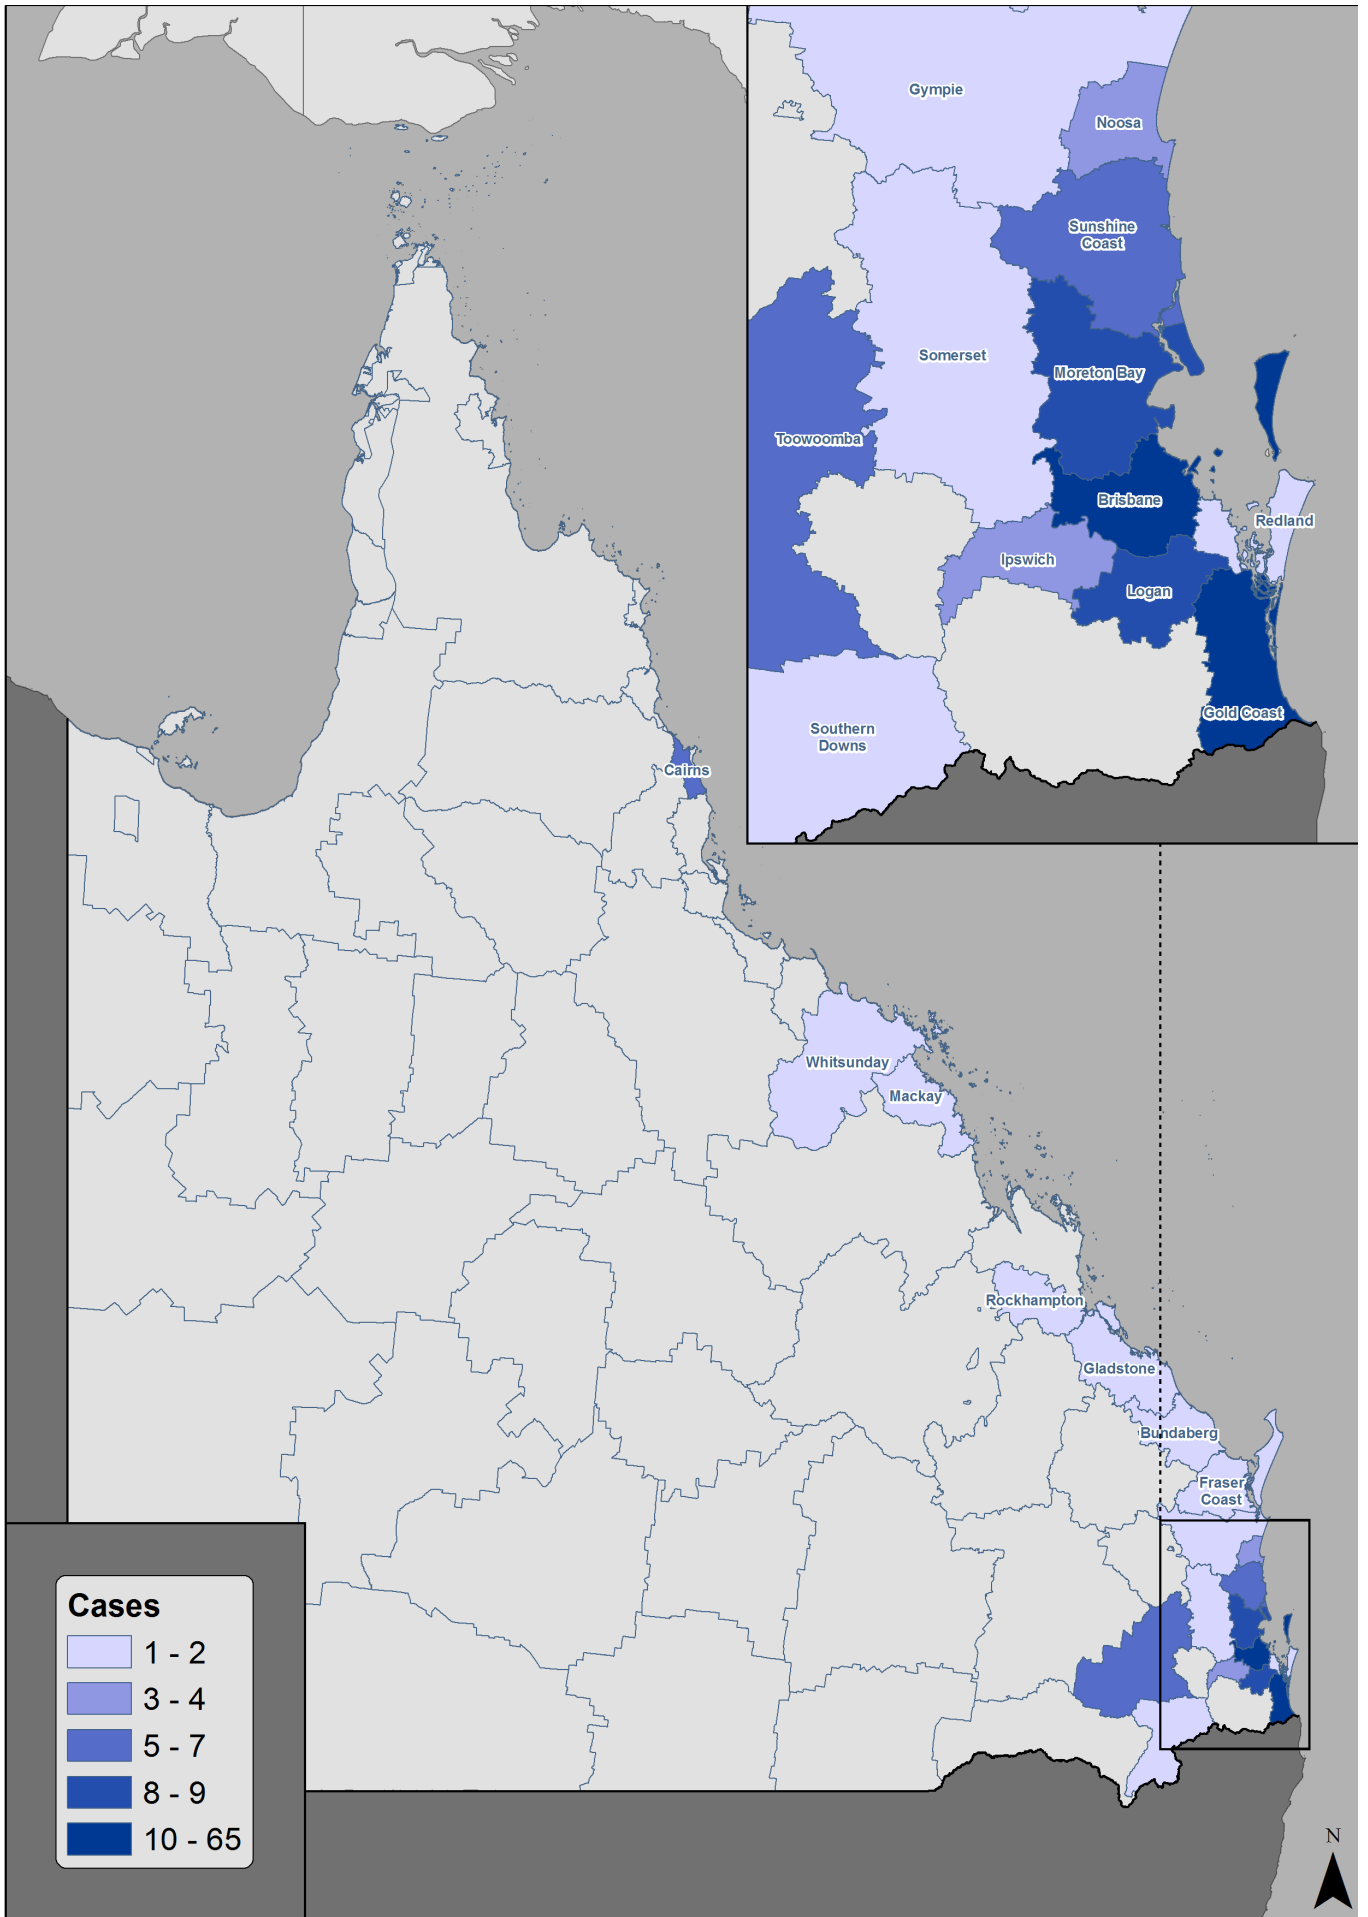 Gympie
Noosa
Sunshine
Coast
Somerset
Moreton Bay
Toowoomba
Brisbane
Redland
Ipswich
Logan
Gold Coast
Southern
Downs
Cairns
Whitsunday
Mackay
Rockhampton
Gladstone
Bundaberg
Fraser
Coast
Cases
1 - 2
3 - 4
5 - 7
8 - 9
10 - 65
N